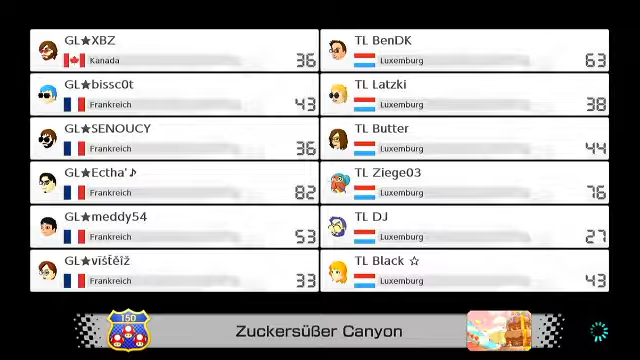 GL★XBZ
Kanada
36
TL BenDK
Luxemburg
63
GL★bissc0t
Frankreich
43
TL Latzki
Luxemburg
38
GL★SENOUCY
Frankreich
36
TL Butter
Luxemburg
44
GL★Ectha'♪
Frankreich
82
TL Ziege03
Luxemburg
76
GL★meddy54
Frankreich
53
TL DJ
Luxemburg
27
GL★vïśťêîž
Frankreich
33
TL Black ☆
Luxemburg
43
150
Zuckersüßer Canyon